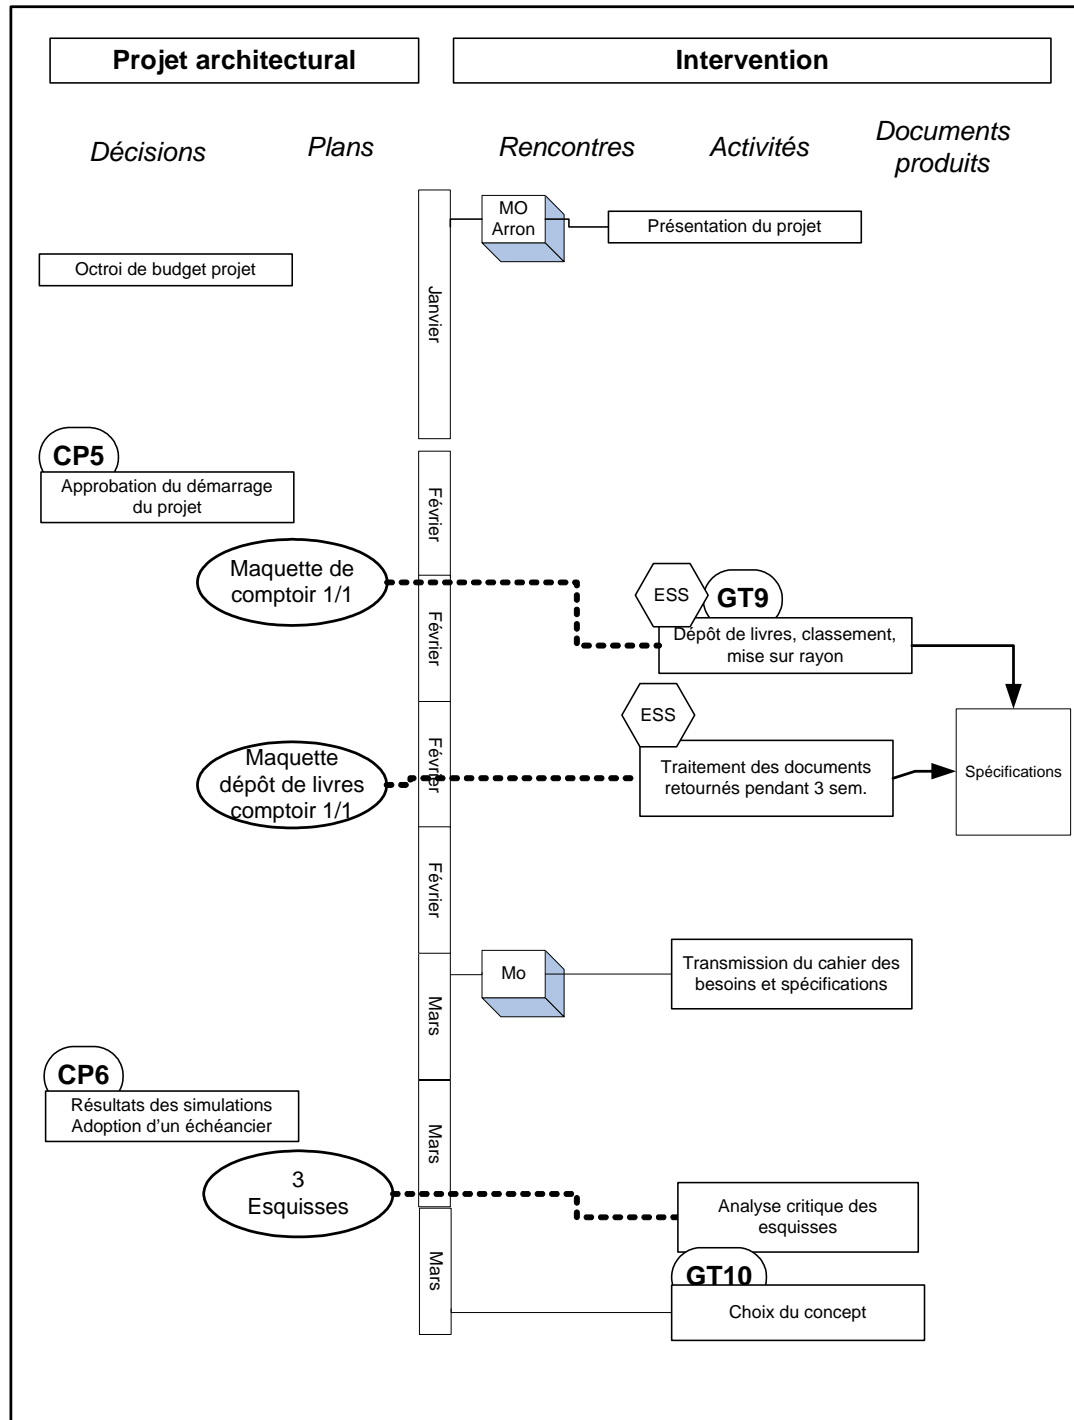 Projet architectural
Intervention
Décisions
Plans
Rencontres
Activités
Documents
produits
MO
Arron
Présentation du projet
Octroi de budget projet
Janvier
CP5
Approbation du démarrage
du projet
Février
Maquette de
comptoir 1/1
Février
ESS
GT9
Dépôt de livres, classement,
mise sur rayon
ESS
Maquette
dépôt de livres
comptoir 1/1
Février
Traitement des documents
retournés pendant 3 sem.
Spécifications
Février
Mo
Transmission du cahier des
besoins et spécifications
Mars
CP6
Résultats des simulations
Adoption d'un échéancier
Mars
3
Esquisses
Analyse critique des
esquisses
Mars
GT10
Choix du concept